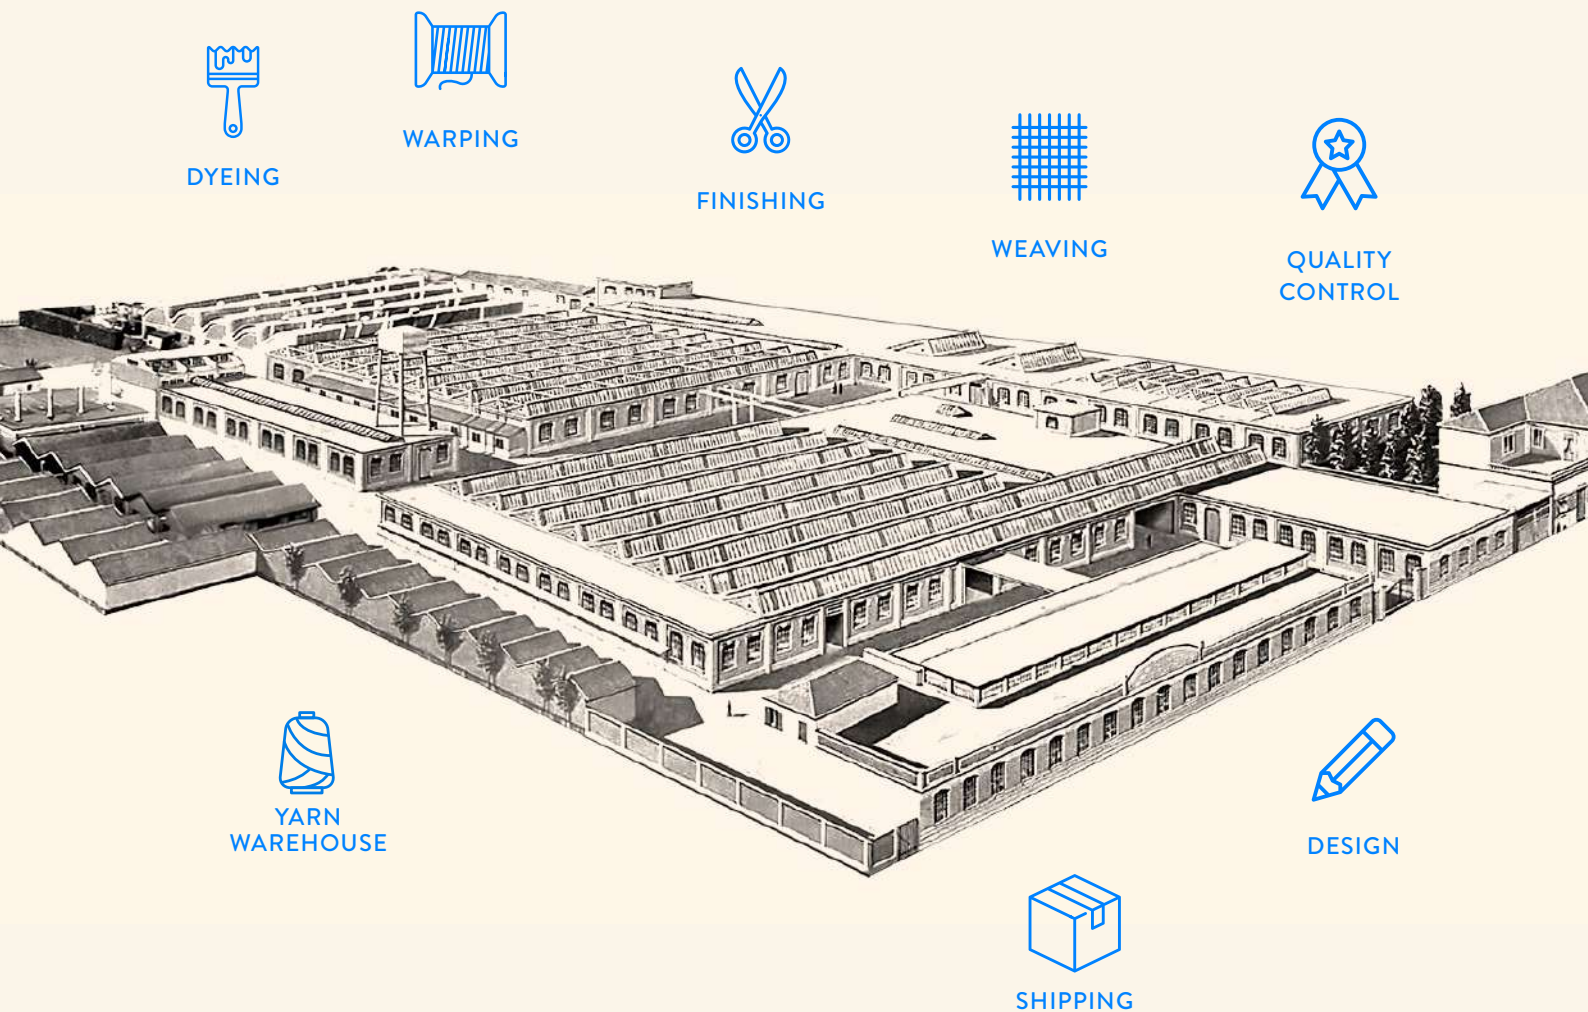 WARPING
DYEING
FINISHING
WEAVING
QUALITY
CONTROL
YARN
WAREHOUSE
DESIGN
SHIPPING